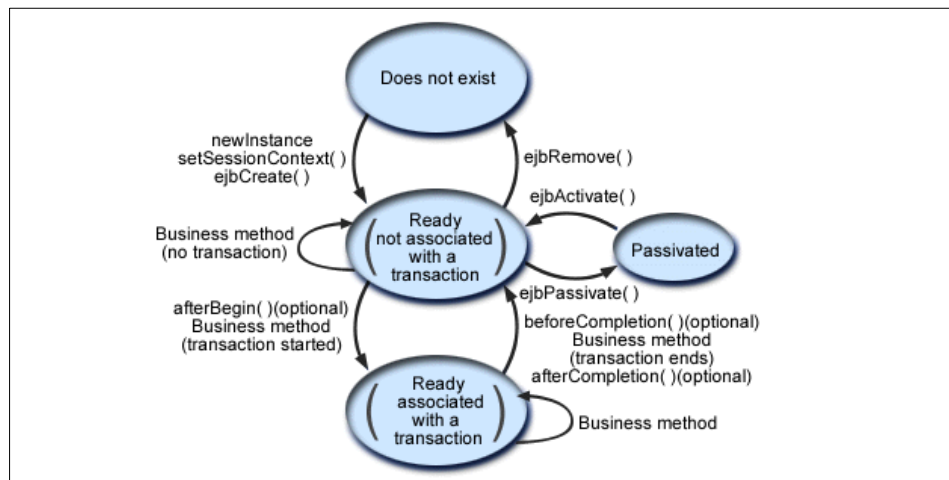 Does not exist
newInstance
setSessionContext( )
ejbCreate( )
ejbRemove( )
ejbActivate( )
Business method
(no transaction)
Ready
not associated
with a
transaction
Passivated
ejbPassivate( )
afterBegin( )(optional)
Business method
(transaction started)
beforeCompletion( )(optional)
Business method
(transaction ends)
afterCompletion( )(optional)
Ready
associated
with a
transaction
Business method